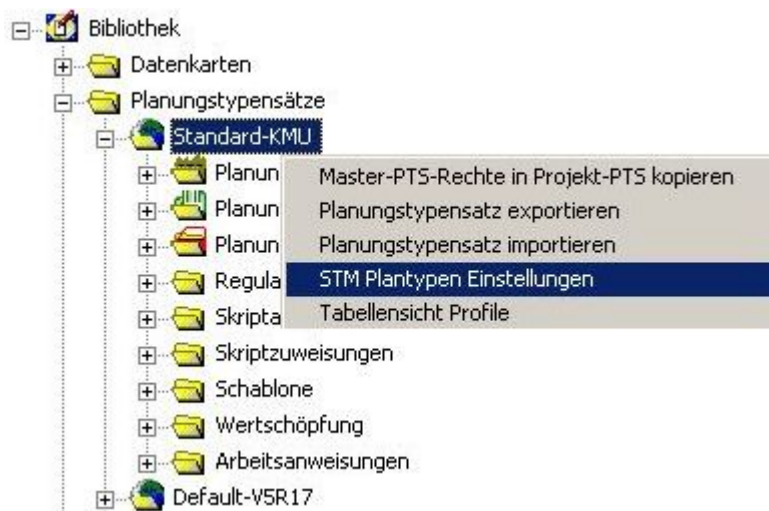 Bibliothek
Datenkarten
Planungstypensätze
Standard-KMU
Planun
Master-PTS-Rechte in Projekt-PTS kopieren
Planun
Planungstypensatz exportieren
Planun
Planungstypensatz importieren
Regula
STM Plantypen Einstellungen
Skripta
Tabellensicht Profile
Skriptzuweisungen
Schablone
Wertschöpfung
Arbeitsanweisungen
Default-V5R17